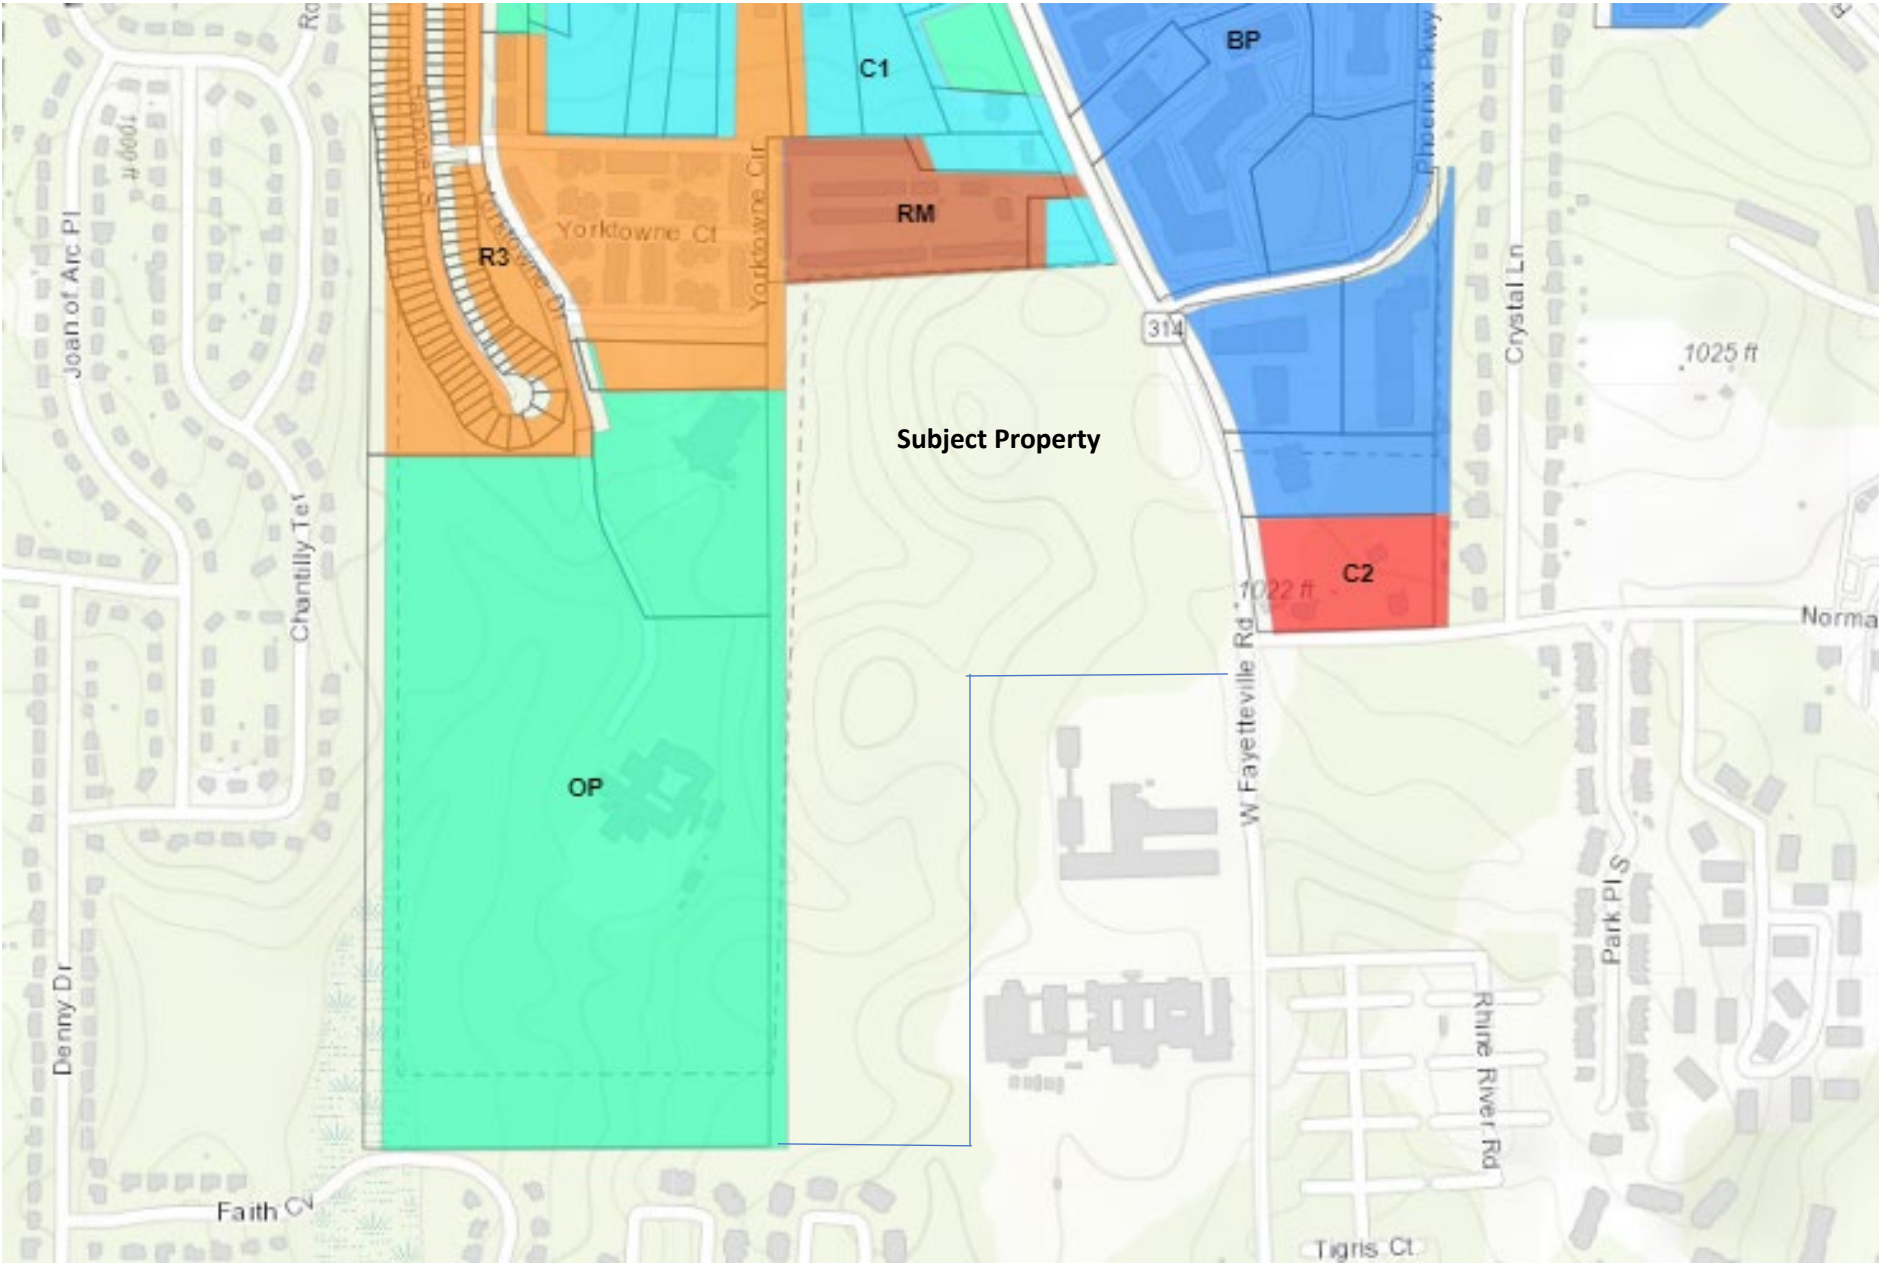 BP
C1
Phoenix Pkwy
1000 ft
Yorktowne Cir
RM
Joan of Arc Pl
Yorktowne Ct
R3
Yorktowne Dr
314
Crystal Ln
1025 ft
Subject Property
Chantilly Ter
C2
1022 ft
Norma
W Fayetteville Rd
OP
Park Pl S
Denny Dr
Rhine River Rd
Faith Cv
Tigris Ct